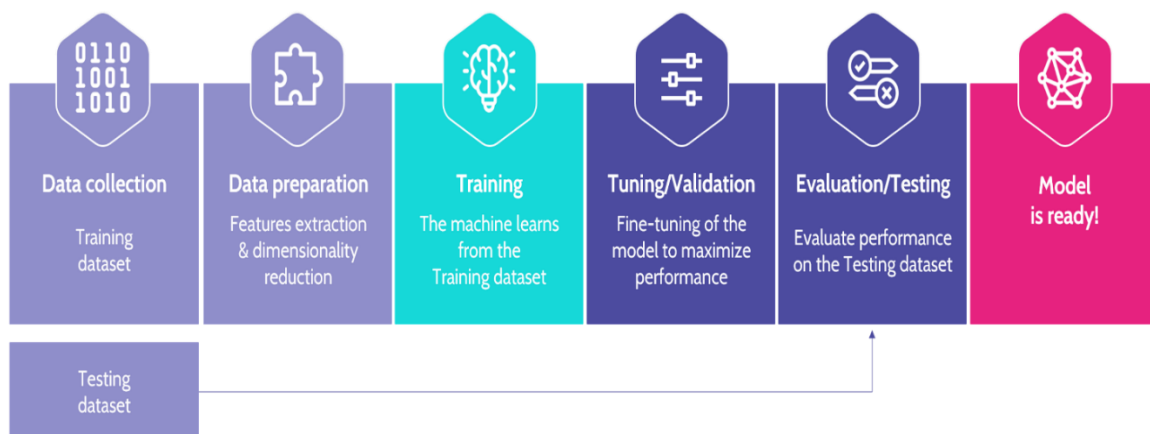 0110
1001
1010
Data collection
Training
dataset
Data preparation
Features extraction
& dimensionality
reduction
Training
The machine learns
from the
Training dataset
Tuning/Validation
Fine-tuning of the
model to maximize
performance
Evaluation/Testing
Evaluate performance
on the Testing dataset
Model
is ready!
Testing
dataset